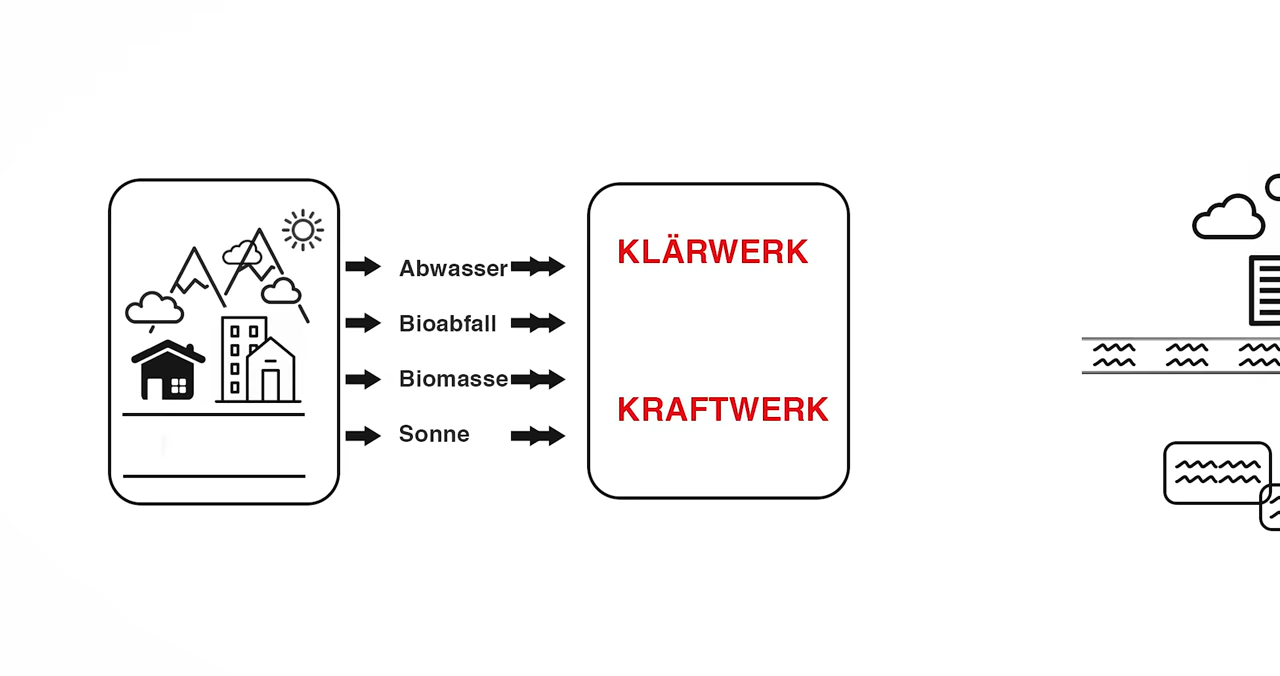 Abwasser
Bioabfall
Biomasse
Sonne
KLÄRWERK
KRAFTWERK